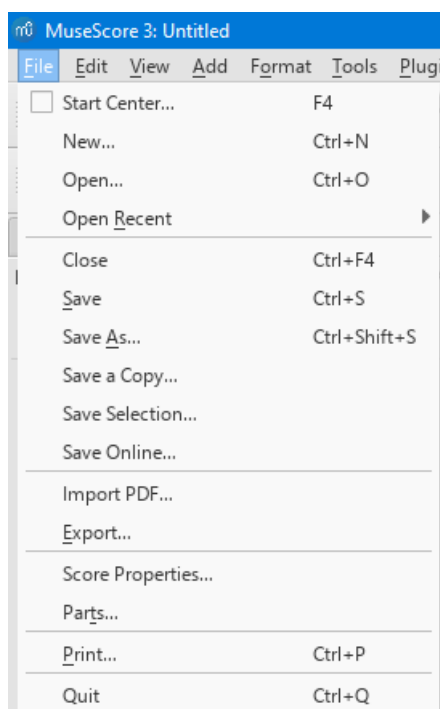 MuseScore 3: Untitled
File Edit View Add Format Tools Plugi
Start Center... F4
New... Ctrl+N
Open... Ctrl+O
Open Recent
Close Ctrl+F4
Save Ctrl+S
Save As... Ctrl+Shift+S
Save a Copy...
Save Selection...
Save Online...
Import PDF...
Export...
Score Properties...
Parts...
Print... Ctrl+P
Quit Ctrl+Q